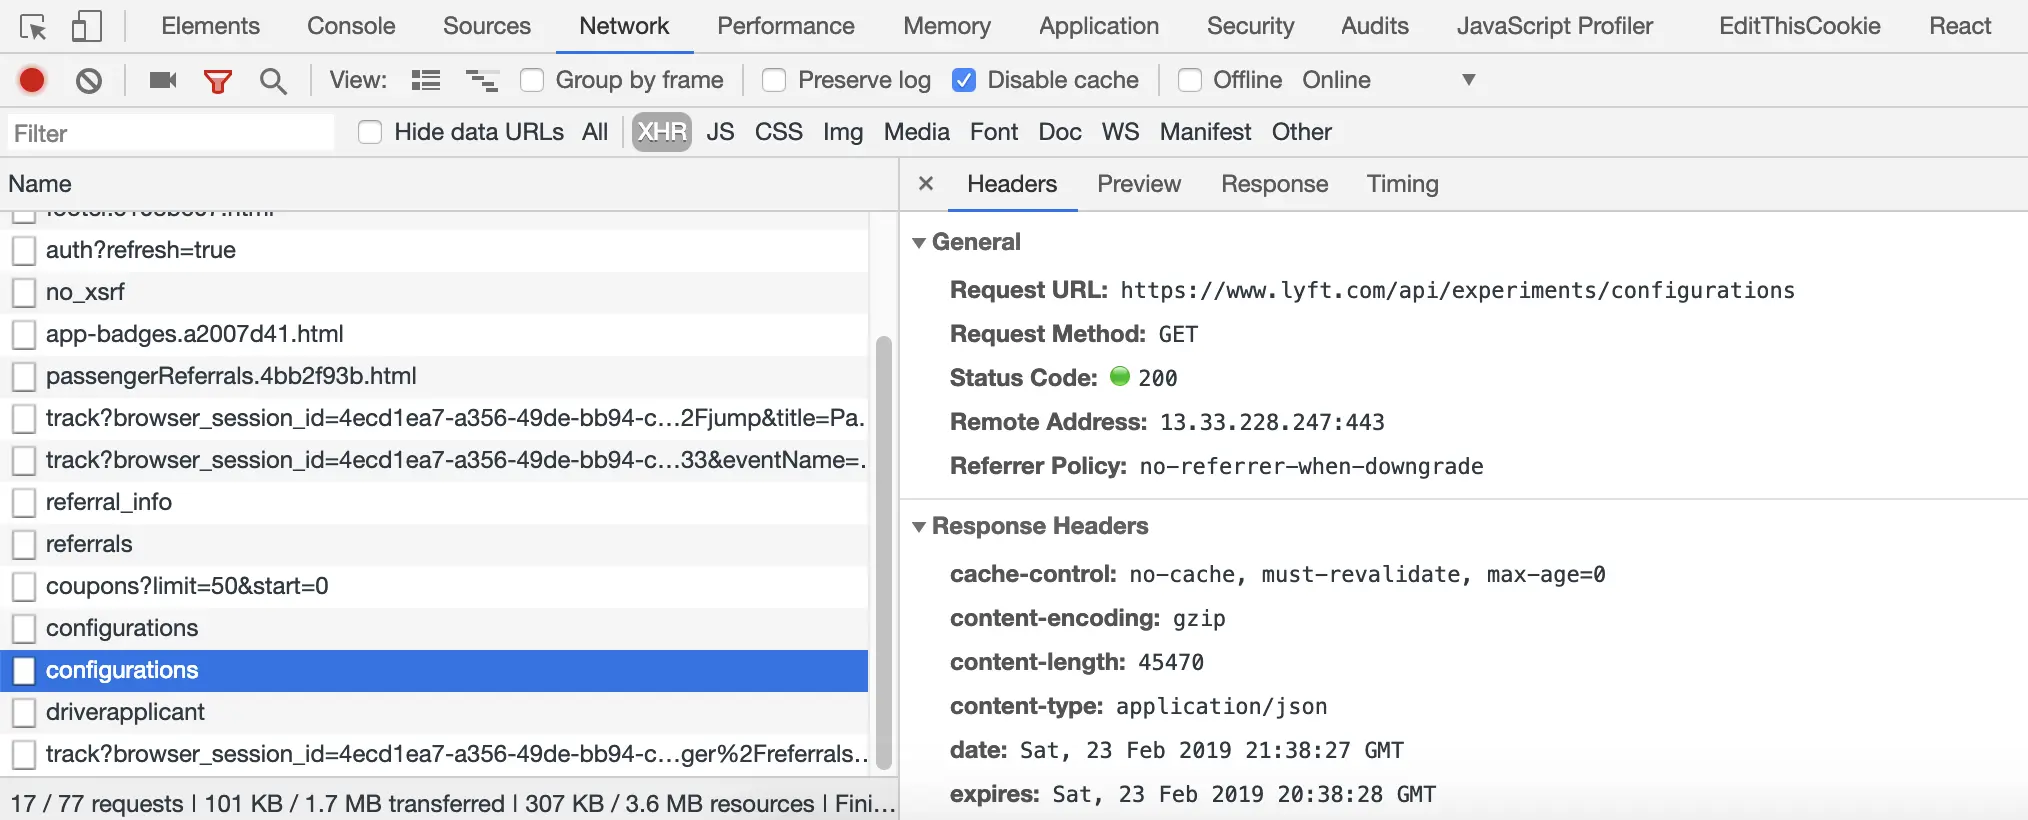 Elements Console Sources Network Performance Memory Application Security Audits JavaScript Profiler EditThisCookie React
View: Group by frame Preserve log Disable cache Offline Online
Filter Hide data URLs All XHR JS CSS Img Media Font Doc WS Manifest Other
Name
auth?refresh=true
no_xsrf
app-badges.a2007d41.html
passengerReferrals.4bb2f93b.html
track?browser_session_id=4ecd1ea7-a356-49de-bb94-c…2Fjump&title=Pa.
track?browser_session_id=4ecd1ea7-a356-49de-bb94-c…33&eventName=.
referral_info
referrals
coupons?limit=50&start=0
configurations
configurations
driverapplicant
track?browser_session_id=4ecd1ea7-a356-49de-bb94-c…ger%2Freferrals..
17 / 77 requests | 101 KB / 1.7 MB transferred | 307 KB / 3.6 MB resources | Fini…
× Headers Preview Response Timing
General
Request URL: https://www.lyft.com/api/experiments/configurations
Request Method: GET
Status Code: 200
Remote Address: 13.33.228.247:443
Referrer Policy: no-referrer-when-downgrade
Response Headers
cache-control: no-cache, must-revalidate, max-age=0
content-encoding: gzip
content-length: 45470
content-type: application/json
date: Sat, 23 Feb 2019 21:38:27 GMT
expires: Sat, 23 Feb 2019 20:38:28 GMT